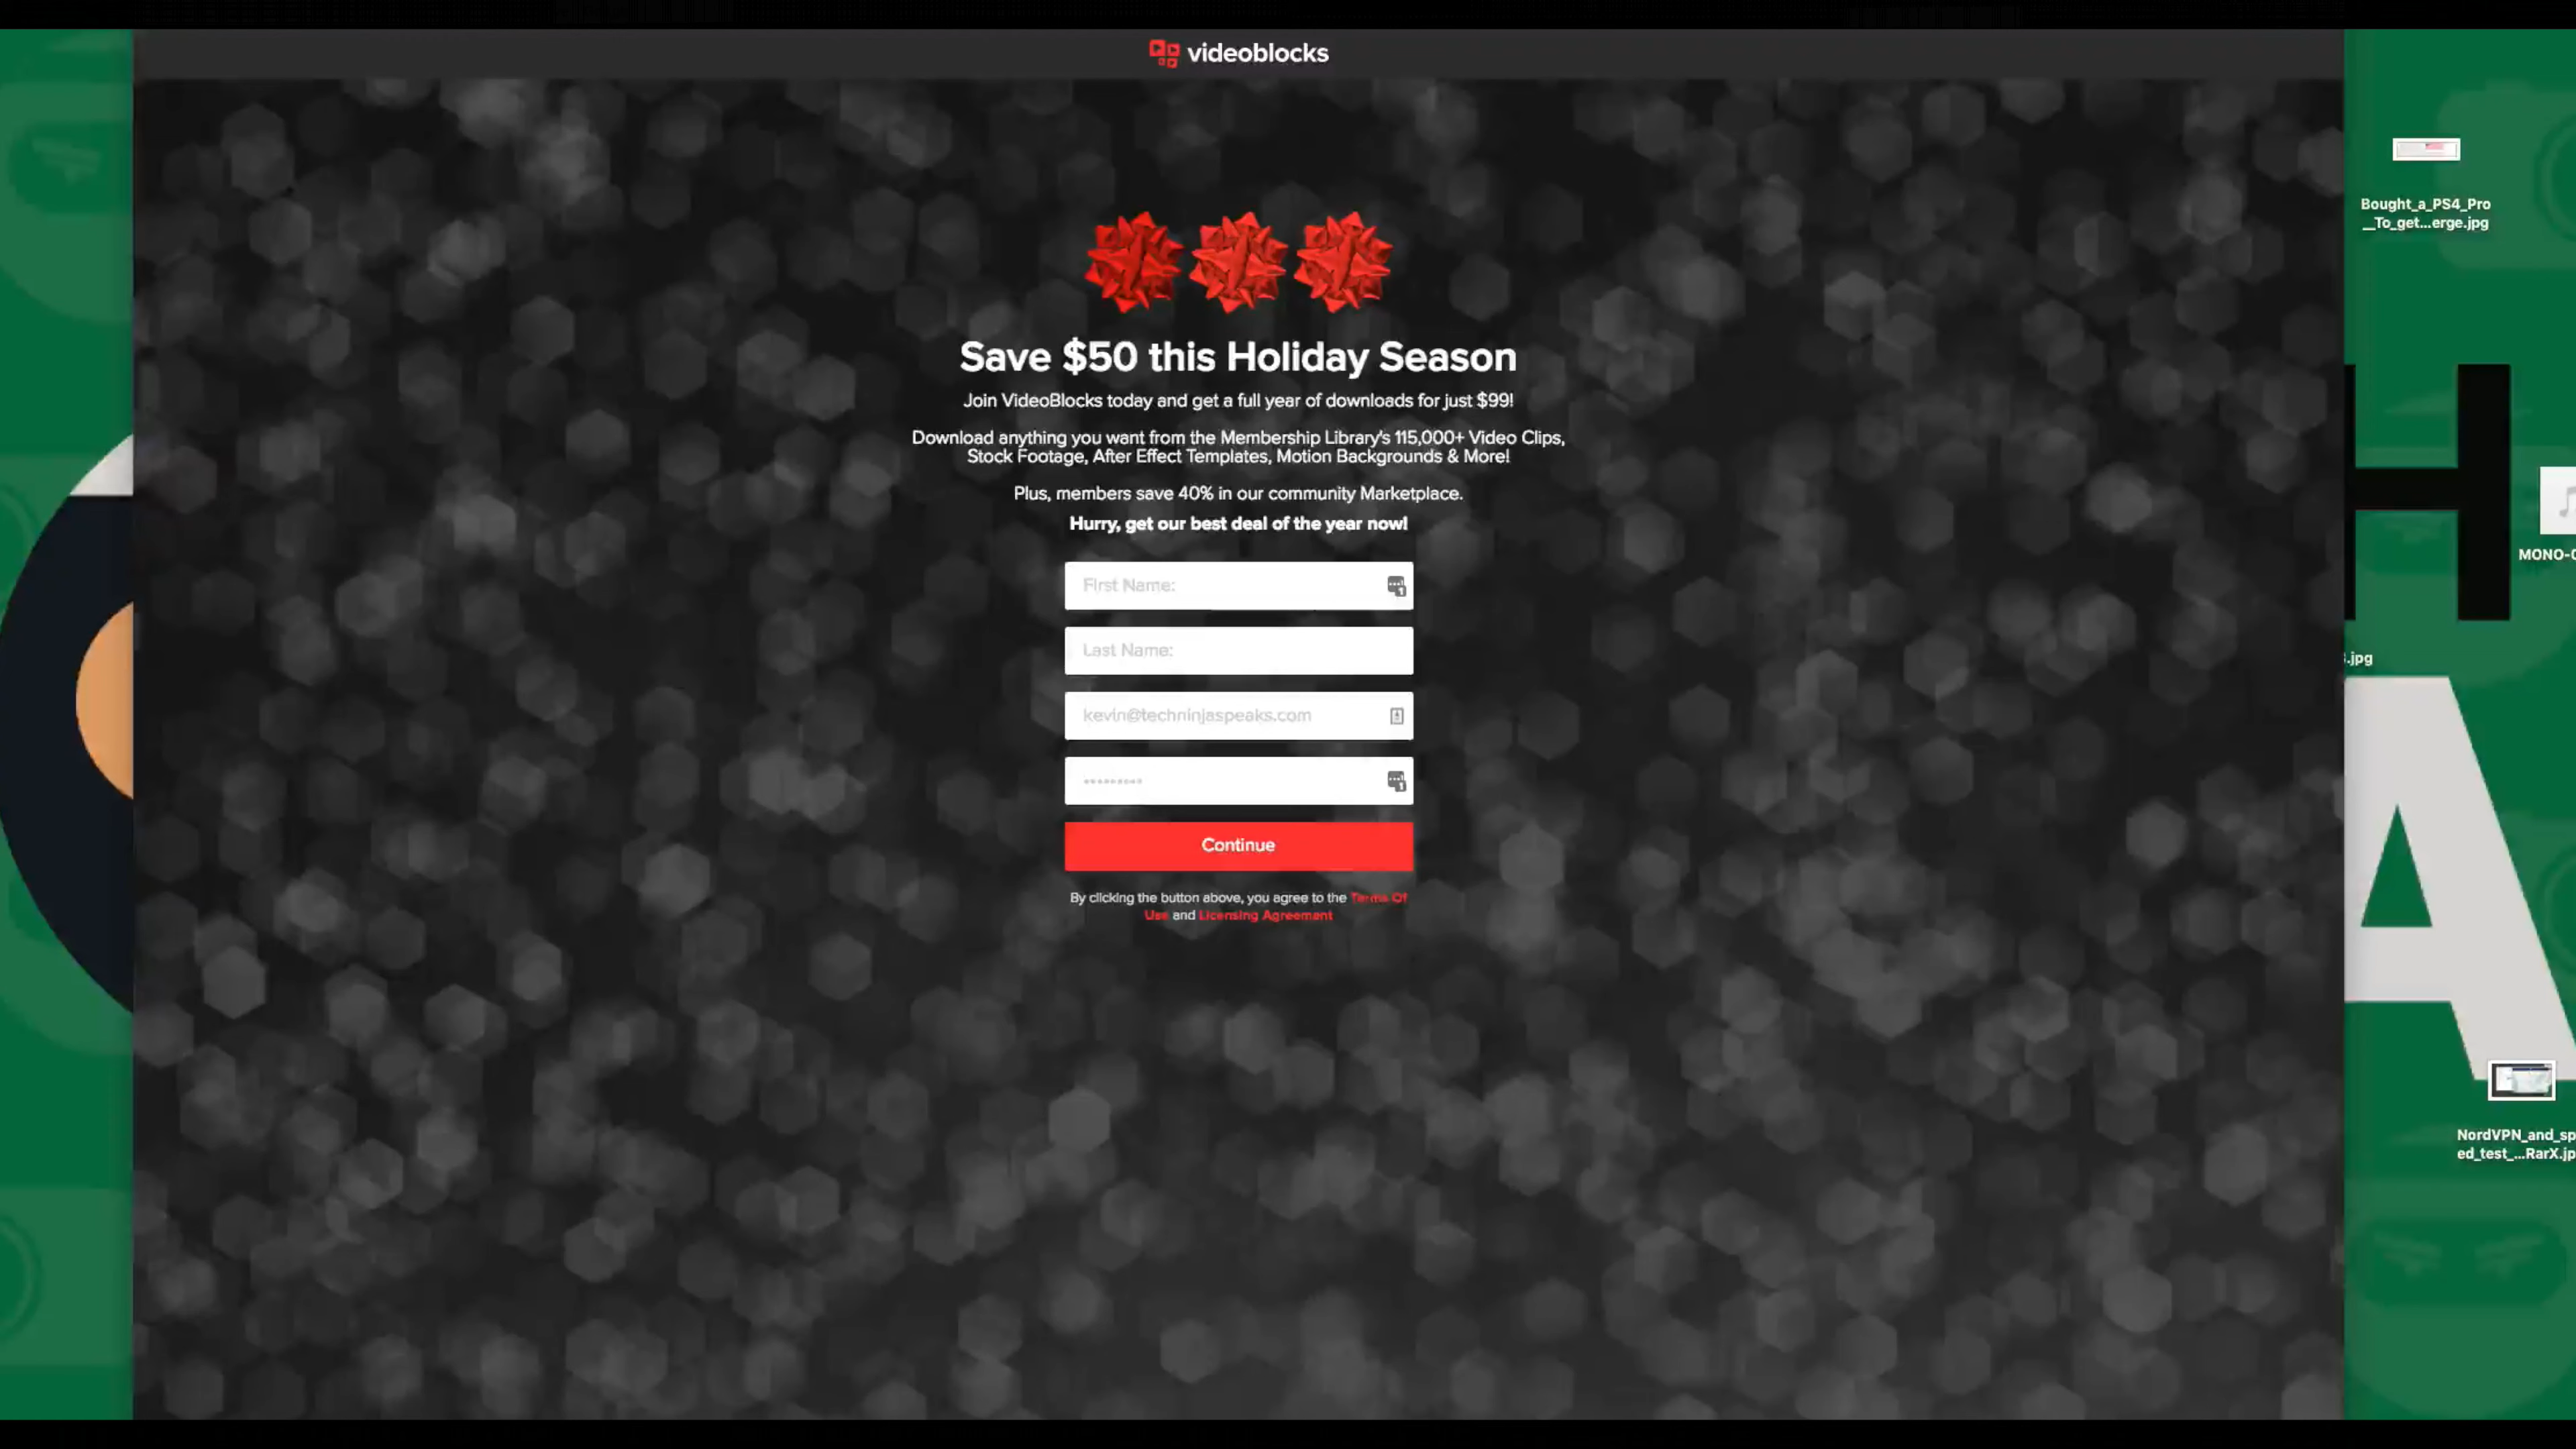 videoblocks
Save $50 this Holiday Season
Join VideoBlocks today and get a full year of downloads for just $99!
Download anything you want from the Membership Library's 115,000+ Video Clips,
Stock Footage, After Effect Templates, Motion Backgrounds & More!
Plus, members save 40% in our community Marketplace.
Hurry, get our best deal of the year now!
First Name:
Last Name:
kevin@techninjaspeaks.com
Continue
By clicking the button above, you agree to the Terms Of
Use and Licensing Agreement
Bought_a_PS4_Pro
__To_get...erge.jpg
H
MONO-
.jpg
A
NordVPN_and_sp
ed_test_...RarX.jp